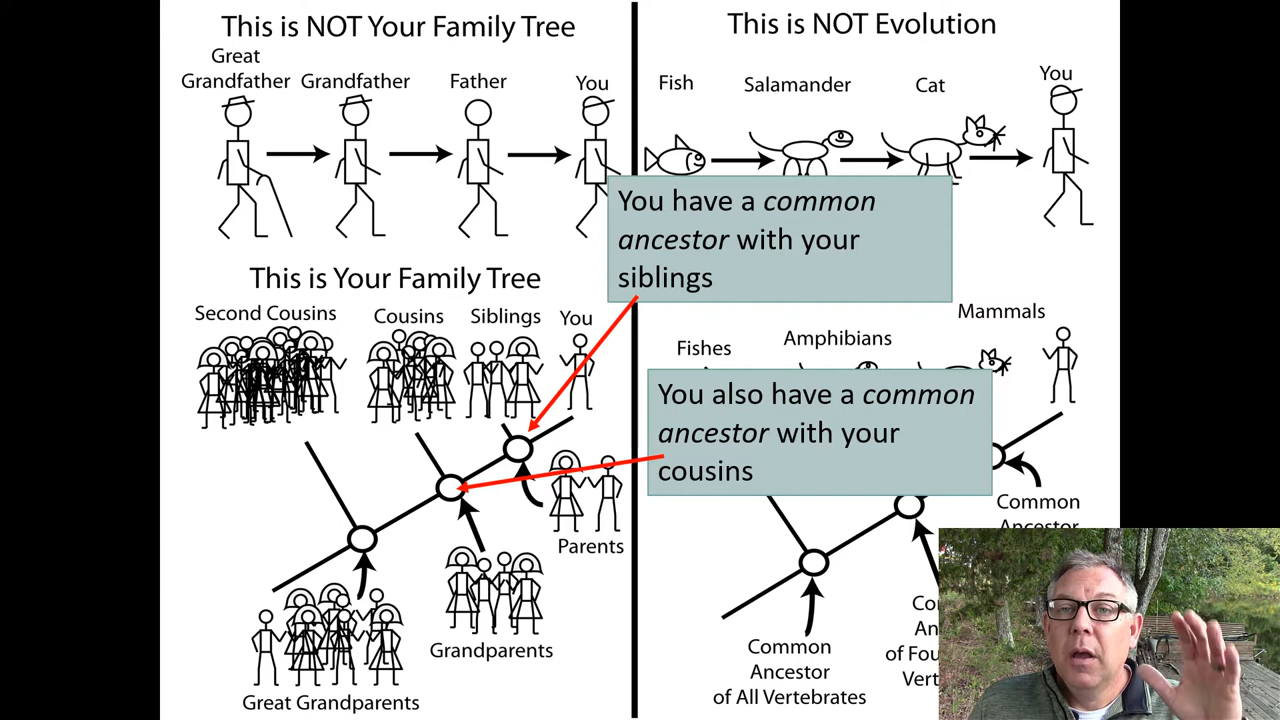 This is NOT Your Family Tree
Great
Grandfather
Grandfather
Father
You
This is NOT Evolution
Fish
Salamander
Cat
You
You have a common
ancestor with your
siblings
This is Your Family Tree
Second Cousins
Cousins
Siblings
You
Parents
Grandparents
Great Grandparents
Mammals
Amphibians
Fishes
You also have a common
ancestor with your
cousins
Common
Ancestor
Common
Ancestor
of All Vertebrates